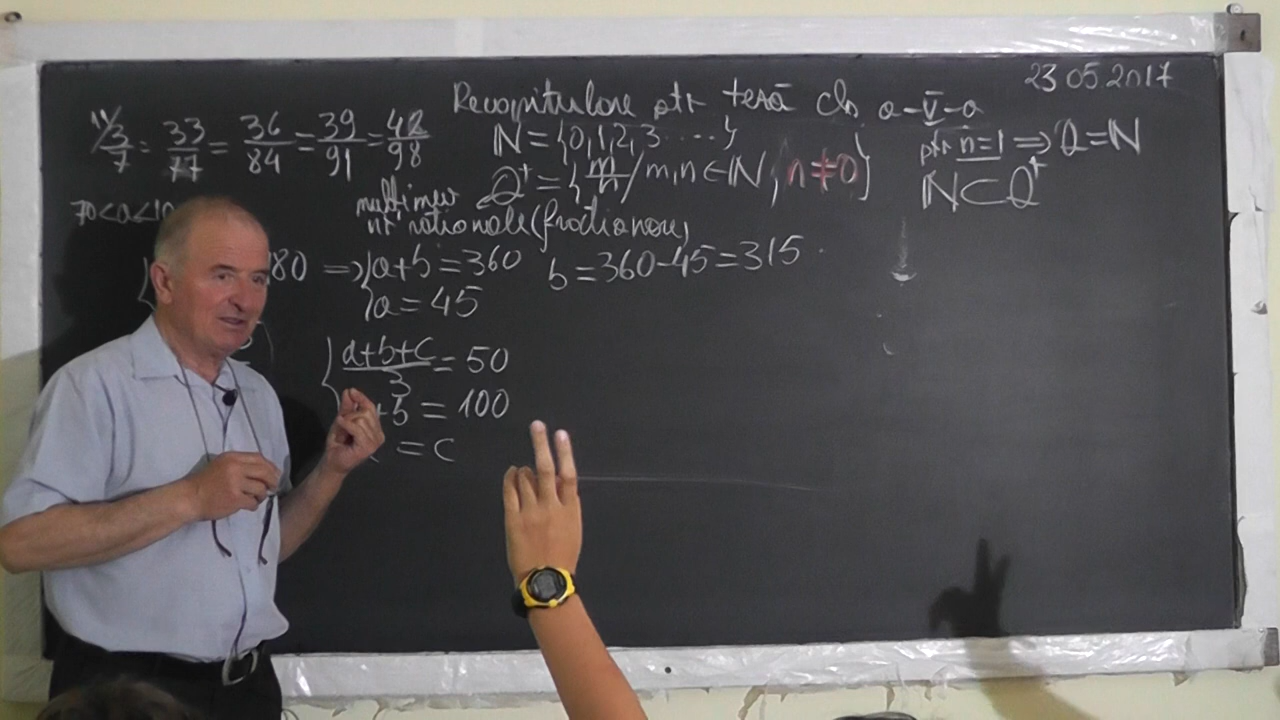 23 05 2017
Recapitulare ptr teză cls a-V-a
11/3/7 = 33/77 = 36/84 = 39/91 = 42/98
N = {0,1,2,3 ....}
ptr n=1 ⟹ Q=N
Q⁺ = {m/n / m,n ∈ N, n≠0}
N⊂Q⁺
70<a<10
nr raționale (fracționare)
80 ⟹ {a+b=360
b=360-45=315
a=45
{a+b+c/3 = 50
+b = 100
= c